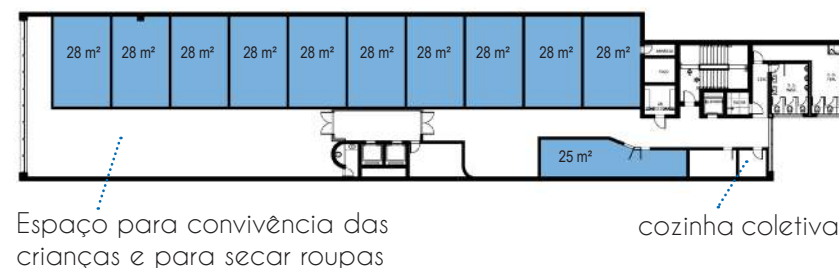 28 m² 28 m² 28 m² 28 m² 28 m² 28 m² 28 m² 28 m² 28 m² 28 m²
25 m²
Espaço para convivência das
crianças e para secar roupas
cozinha coletiva